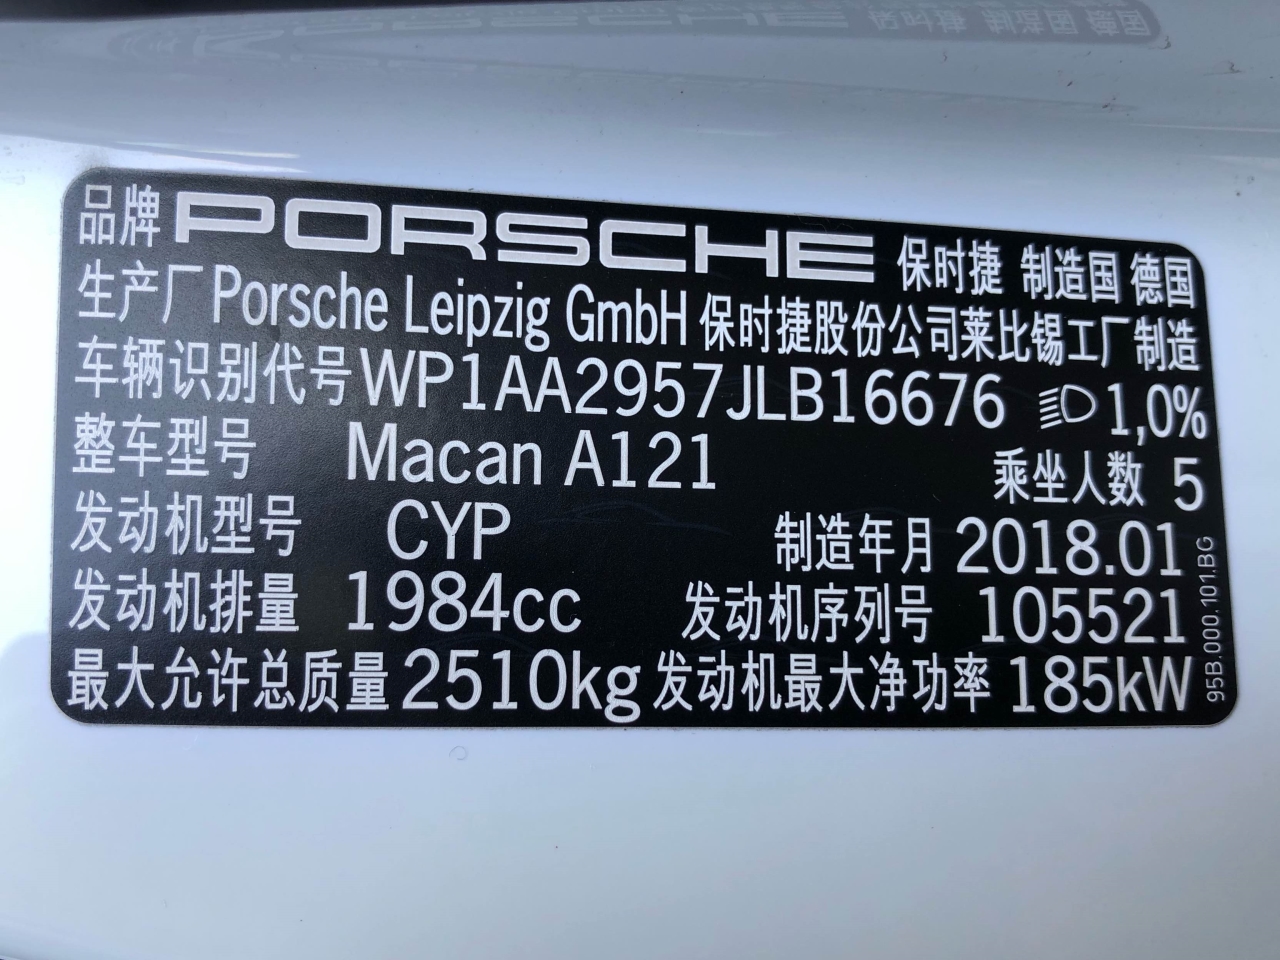 品牌 PORSCHE 保时捷 制造国 德国
生产厂 Porsche Leipzig GmbH 保时捷股份公司莱比锡工厂制造
车辆识别代号 WP1AA2957JLB16676 1,0%
整车型号 Macan A121 乘坐人数 5
发动机型号 CYP 制造年月 2018.01
发动机排量 1984cc 发动机序列号 105521
最大允许总质量 2510kg 发动机最大净功率 185kW
95B.000.101.BG